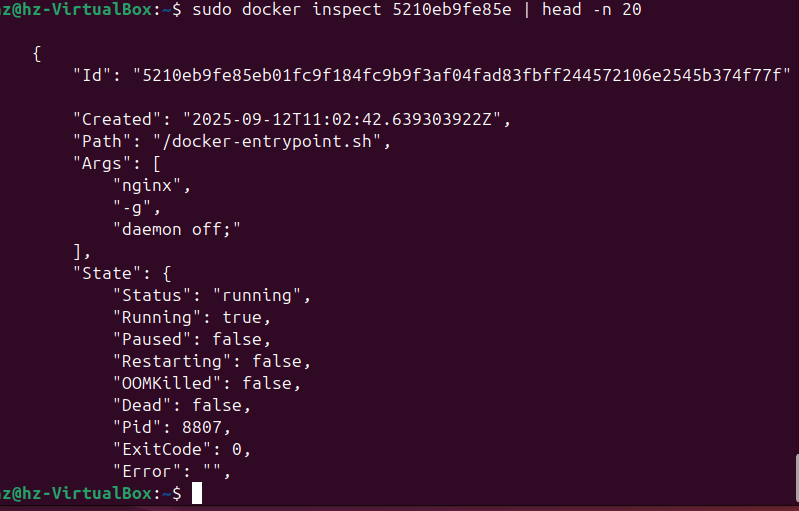 az@hz-VirtualBox:~$ sudo docker inspect 5210eb9fe85e | head -n 20
{
"Id": "5210eb9fe85eb01fc9f184fc9b9f3af04fad83fbff244572106e2545b374f77f"
"Created": "2025-09-12T11:02:42.639303922Z",
"Path": "/docker-entrypoint.sh",
"Args": [
"nginx",
"-g",
"daemon off;"
],
"State": {
"Status": "running",
"Running": true,
"Paused": false,
"Restarting": false,
"OOMKilled": false,
"Dead": false,
"Pid": 8807,
"ExitCode": 0,
"Error": "",
az@hz-VirtualBox:~$